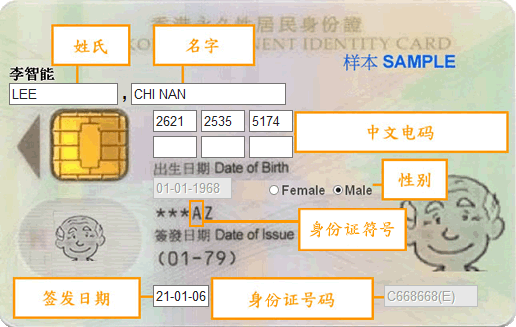 香港永久性居民身份證
姓氏
名字
NENT IDENTITY CARD
样本 SAMPLE
李智能
LEE , CHI NAN
2621 2535 5174
中文电码
出生日期 Date of Birth
01-01-1968
Female Male
性别
***AZ
身份证符号
簽發日期 Date of Issue
(01-79)
签发日期
21-01-06
身份证号码
C668668(E)